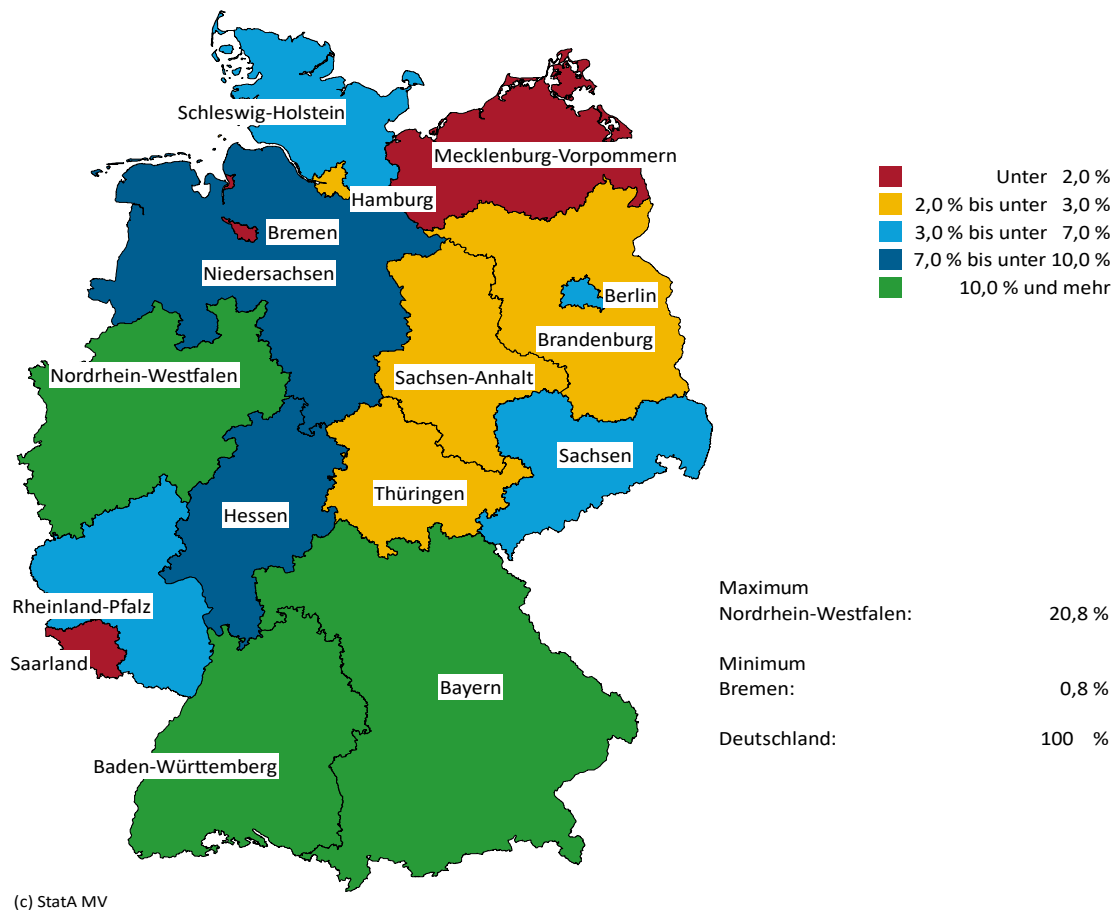 Schleswig-Holstein
Mecklenburg-Vorpommern
Hamburg
Bremen
Niedersachsen
Berlin
Brandenburg
Nordrhein-Westfalen
Sachsen-Anhalt
Sachsen
Thüringen
Hessen
Rheinland-Pfalz
Saarland
Bayern
Baden-Württemberg
Unter 2,0 %
2,0 % bis unter 3,0 %
3,0 % bis unter 7,0 %
7,0 % bis unter 10,0 %
10,0 % und mehr
Maximum
Nordrhein-Westfalen: 20,8 %
Minimum
Bremen: 0,8 %
Deutschland: 100 %
(c) StatA MV